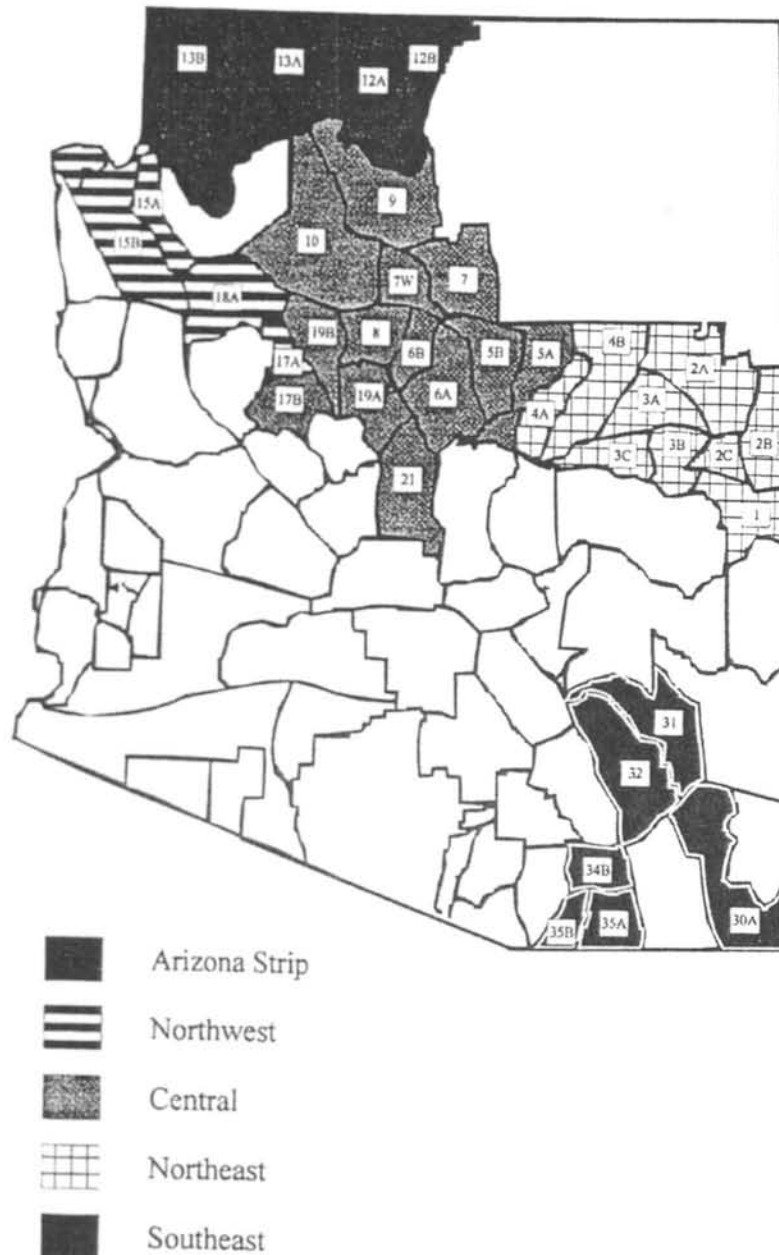 13B 13A 12A 12B
15A 9
15B 10
7W 7
18A
19B 8 4B
17A 6B 5B 5A 2A
17B 19A 6A 4A 3A
3C 3B 2C 2B
21
1
31
32
34B
35B 35A 30A
Arizona Strip
Northwest
Central
Northeast
Southeast